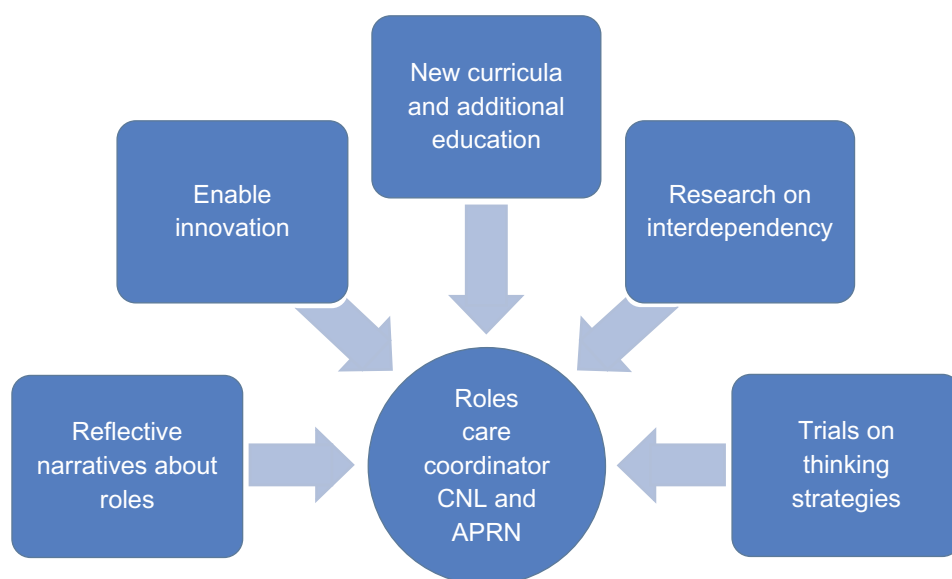 New curricula
and additional
education
Enable
innovation
Research on
interdependency
Reflective
narratives about
roles
Roles
care
coordinator
CNL and
APRN
Trials on
thinking
strategies